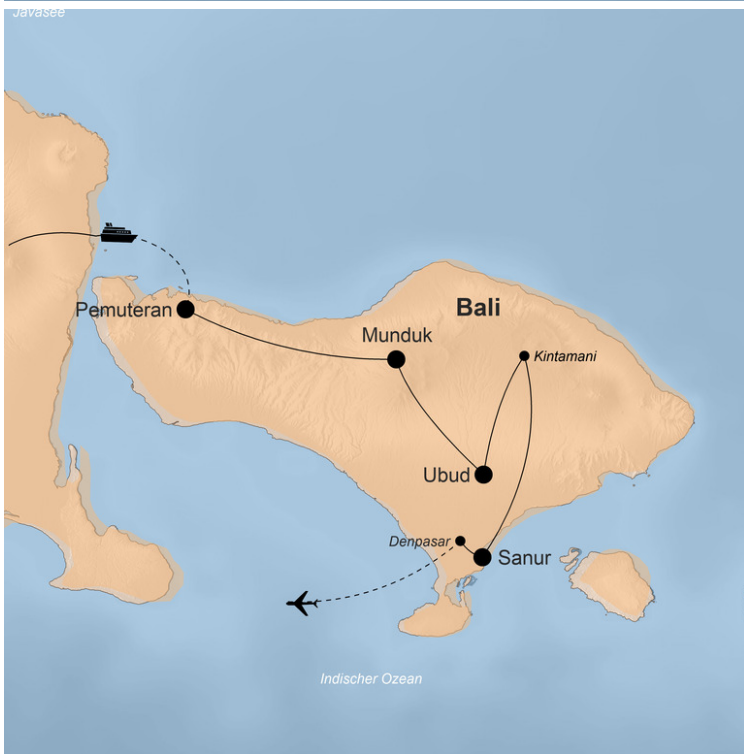 Javasee
Bali
Pemuteran
Munduk
Kintamani
Ubud
Denpasar
Sanur
Indischer Ozean